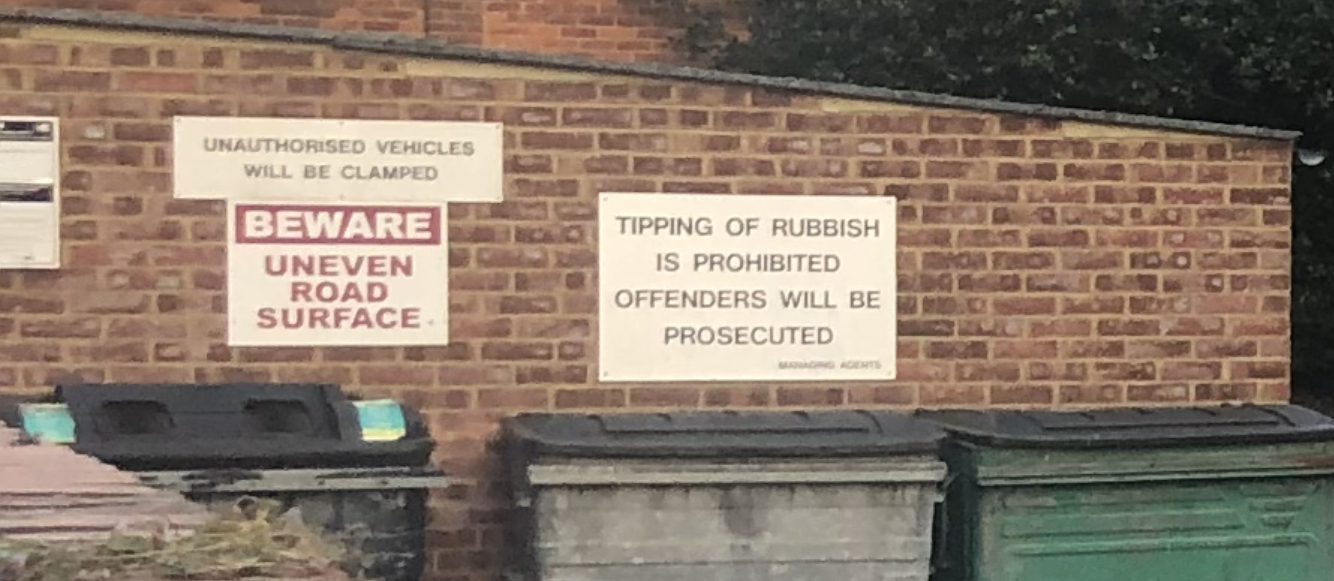 UNAUTHORISED VEHICLES
WILL BE CLAMPED
BEWARE
UNEVEN
ROAD
SURFACE
TIPPING OF RUBBISH
IS PROHIBITED
OFFENDERS WILL BE
PROSECUTED
MANAGING AGENTS